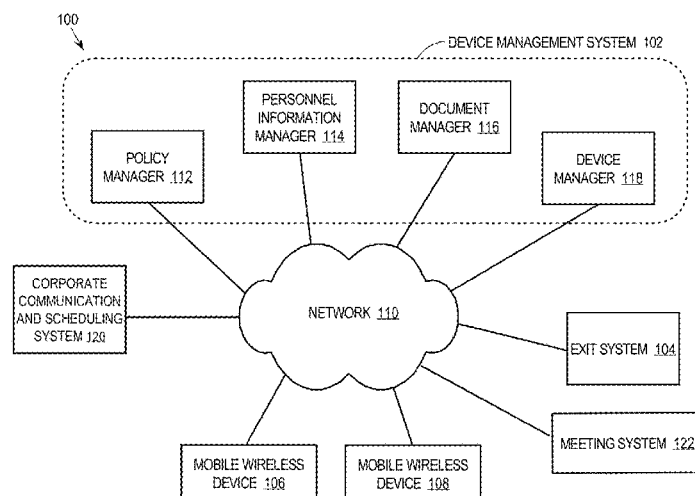 100
DEVICE MANAGEMENT SYSTEM 102
PERSONNEL
INFORMATION
MANAGER 114
DOCUMENT
MANAGER 116
POLICY
MANAGER 112
DEVICE
MANAGER 118
CORPORATE
COMMUNICATION
AND SCHEDULING
SYSTEM 120
NETWORK 110
EXIT SYSTEM 104
MEETING SYSTEM 122
MOBILE WIRELESS
DEVICE 106
MOBILE WIRELESS
DEVICE 108